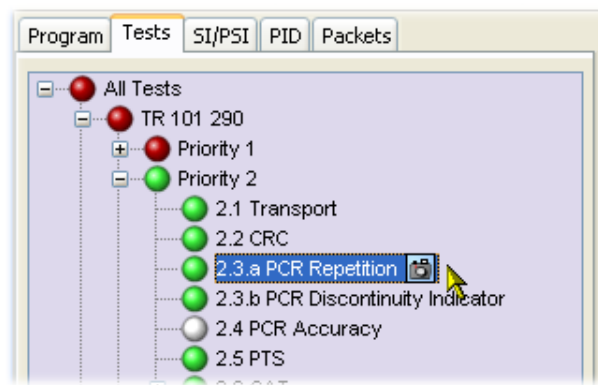 Program Tests SI/PSI PID Packets
All Tests
TR 101 290
Priority 1
Priority 2
2.1 Transport
2.2 CRC
2.3.a PCR Repetition
2.3.b PCR Discontinuity Indicator
2.4 PCR Accuracy
2.5 PTS